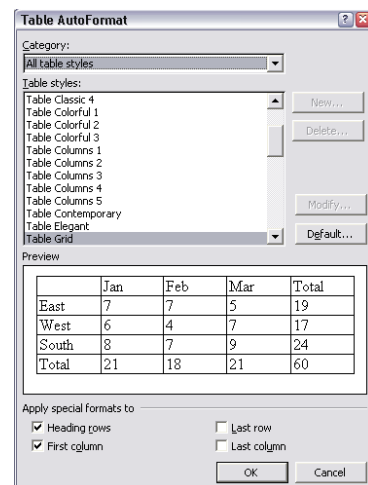 Table AutoFormat
Category:
All table styles
Table styles:
Table Classic 4
Table Colorful 1
Table Colorful 2
Table Colorful 3
Table Columns 1
Table Columns 2
Table Columns 3
Table Columns 4
Table Columns 5
Table Contemporary
Table Elegant
Table Grid
New...
Delete...
Modify...
Default...
Preview
Jan Feb Mar Total
East 7 7 5 19
West 6 4 7 17
South 8 7 9 24
Total 21 18 21 60
Apply special formats to
Heading rows Last row
First column Last column
OK Cancel